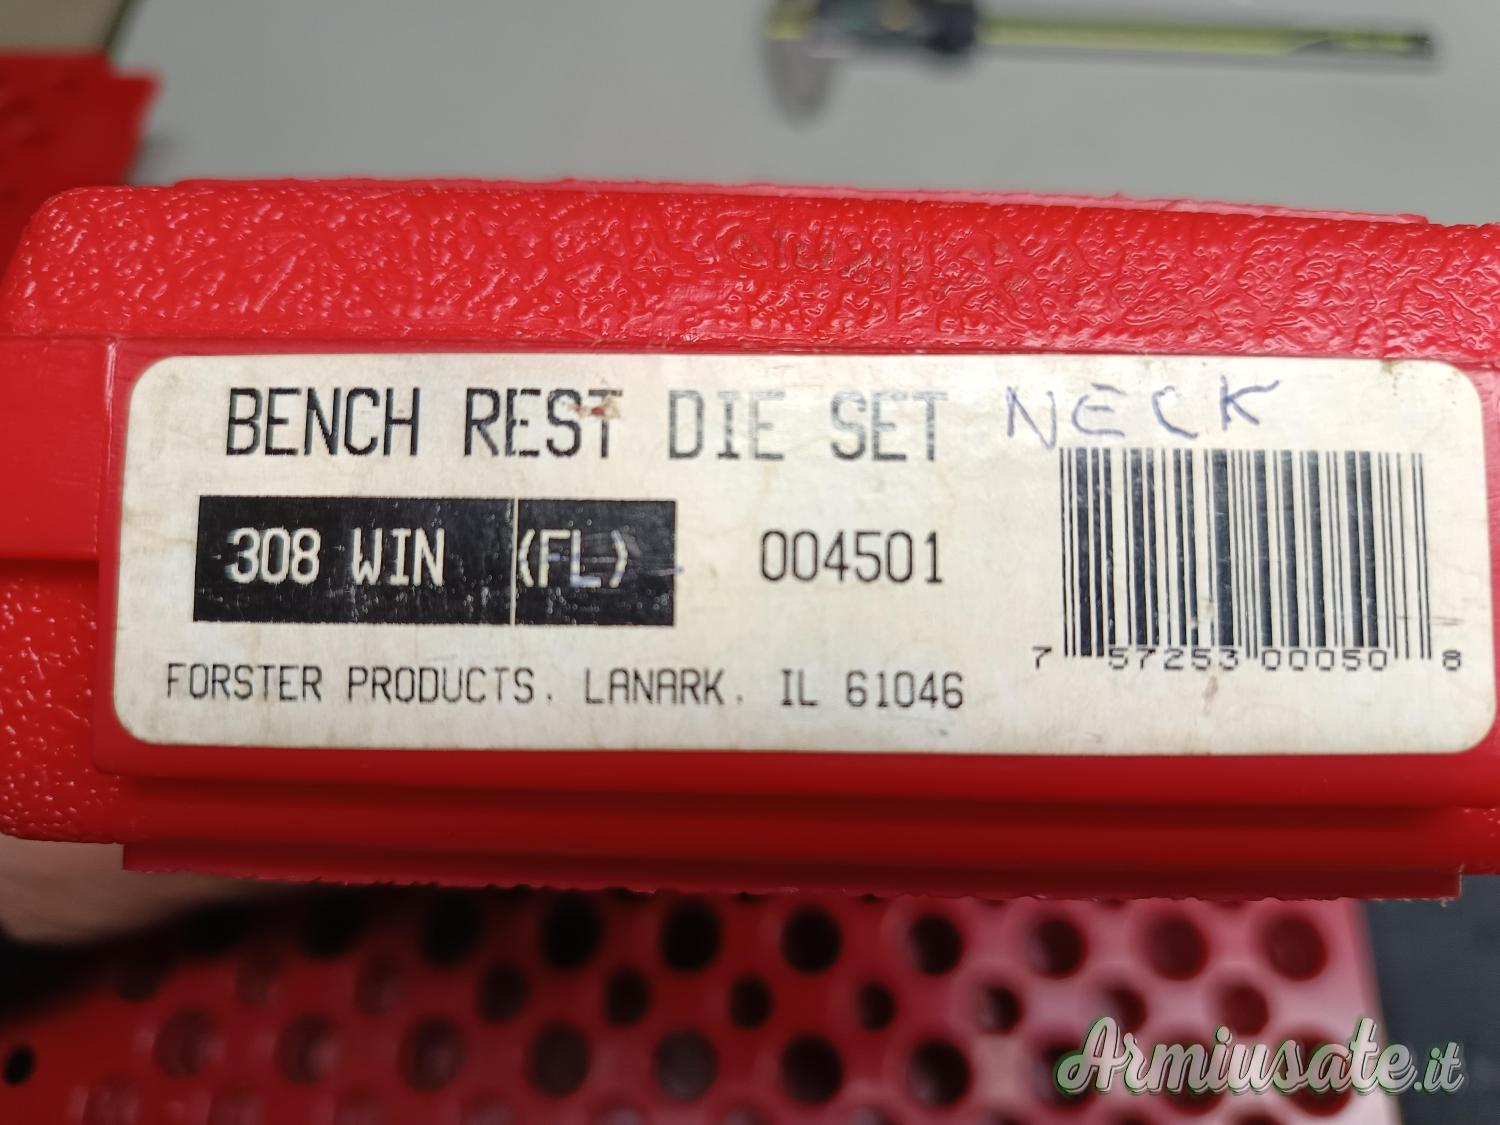 BENCH REST DIE SET NECK
308 WIN (FL) 004501
FORSTER PRODUCTS. LANARK. IL 61046
7 57253 00050 8
Armiusate.it